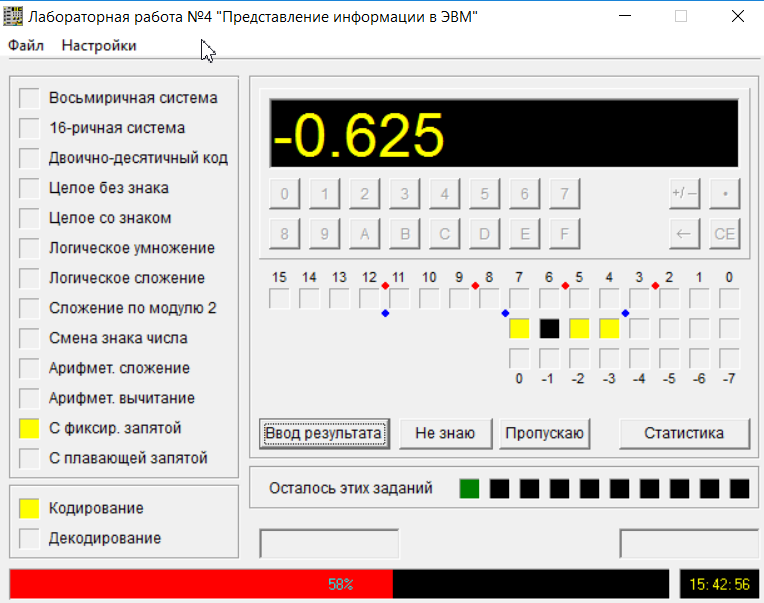 Лабораторная работа №4 "Представление информации в ЭВМ"
Файл Настройки
Восьмиричная система
16-ричная система
Двоично-десятичный код
Целое без знака
Целое со знаком
Логическое умножение
Логическое сложение
Сложение по модулю 2
Смена знака числа
Арифмет. сложение
Арифмет. вычитание
С фиксир. запятой
С плавающей запятой
Кодирование
Декодирование
-0.625
0 1 2 3 4 5 6 7 +/− •
8 9 A B C D E F ← CE
15 14 13 12 11 10 9 8 7 6 5 4 3 2 1 0
0 -1 -2 -3 -4 -5 -6 -7
Ввод результата Не знаю Пропускаю Статистика
Осталось этих заданий
58% 15:42:56